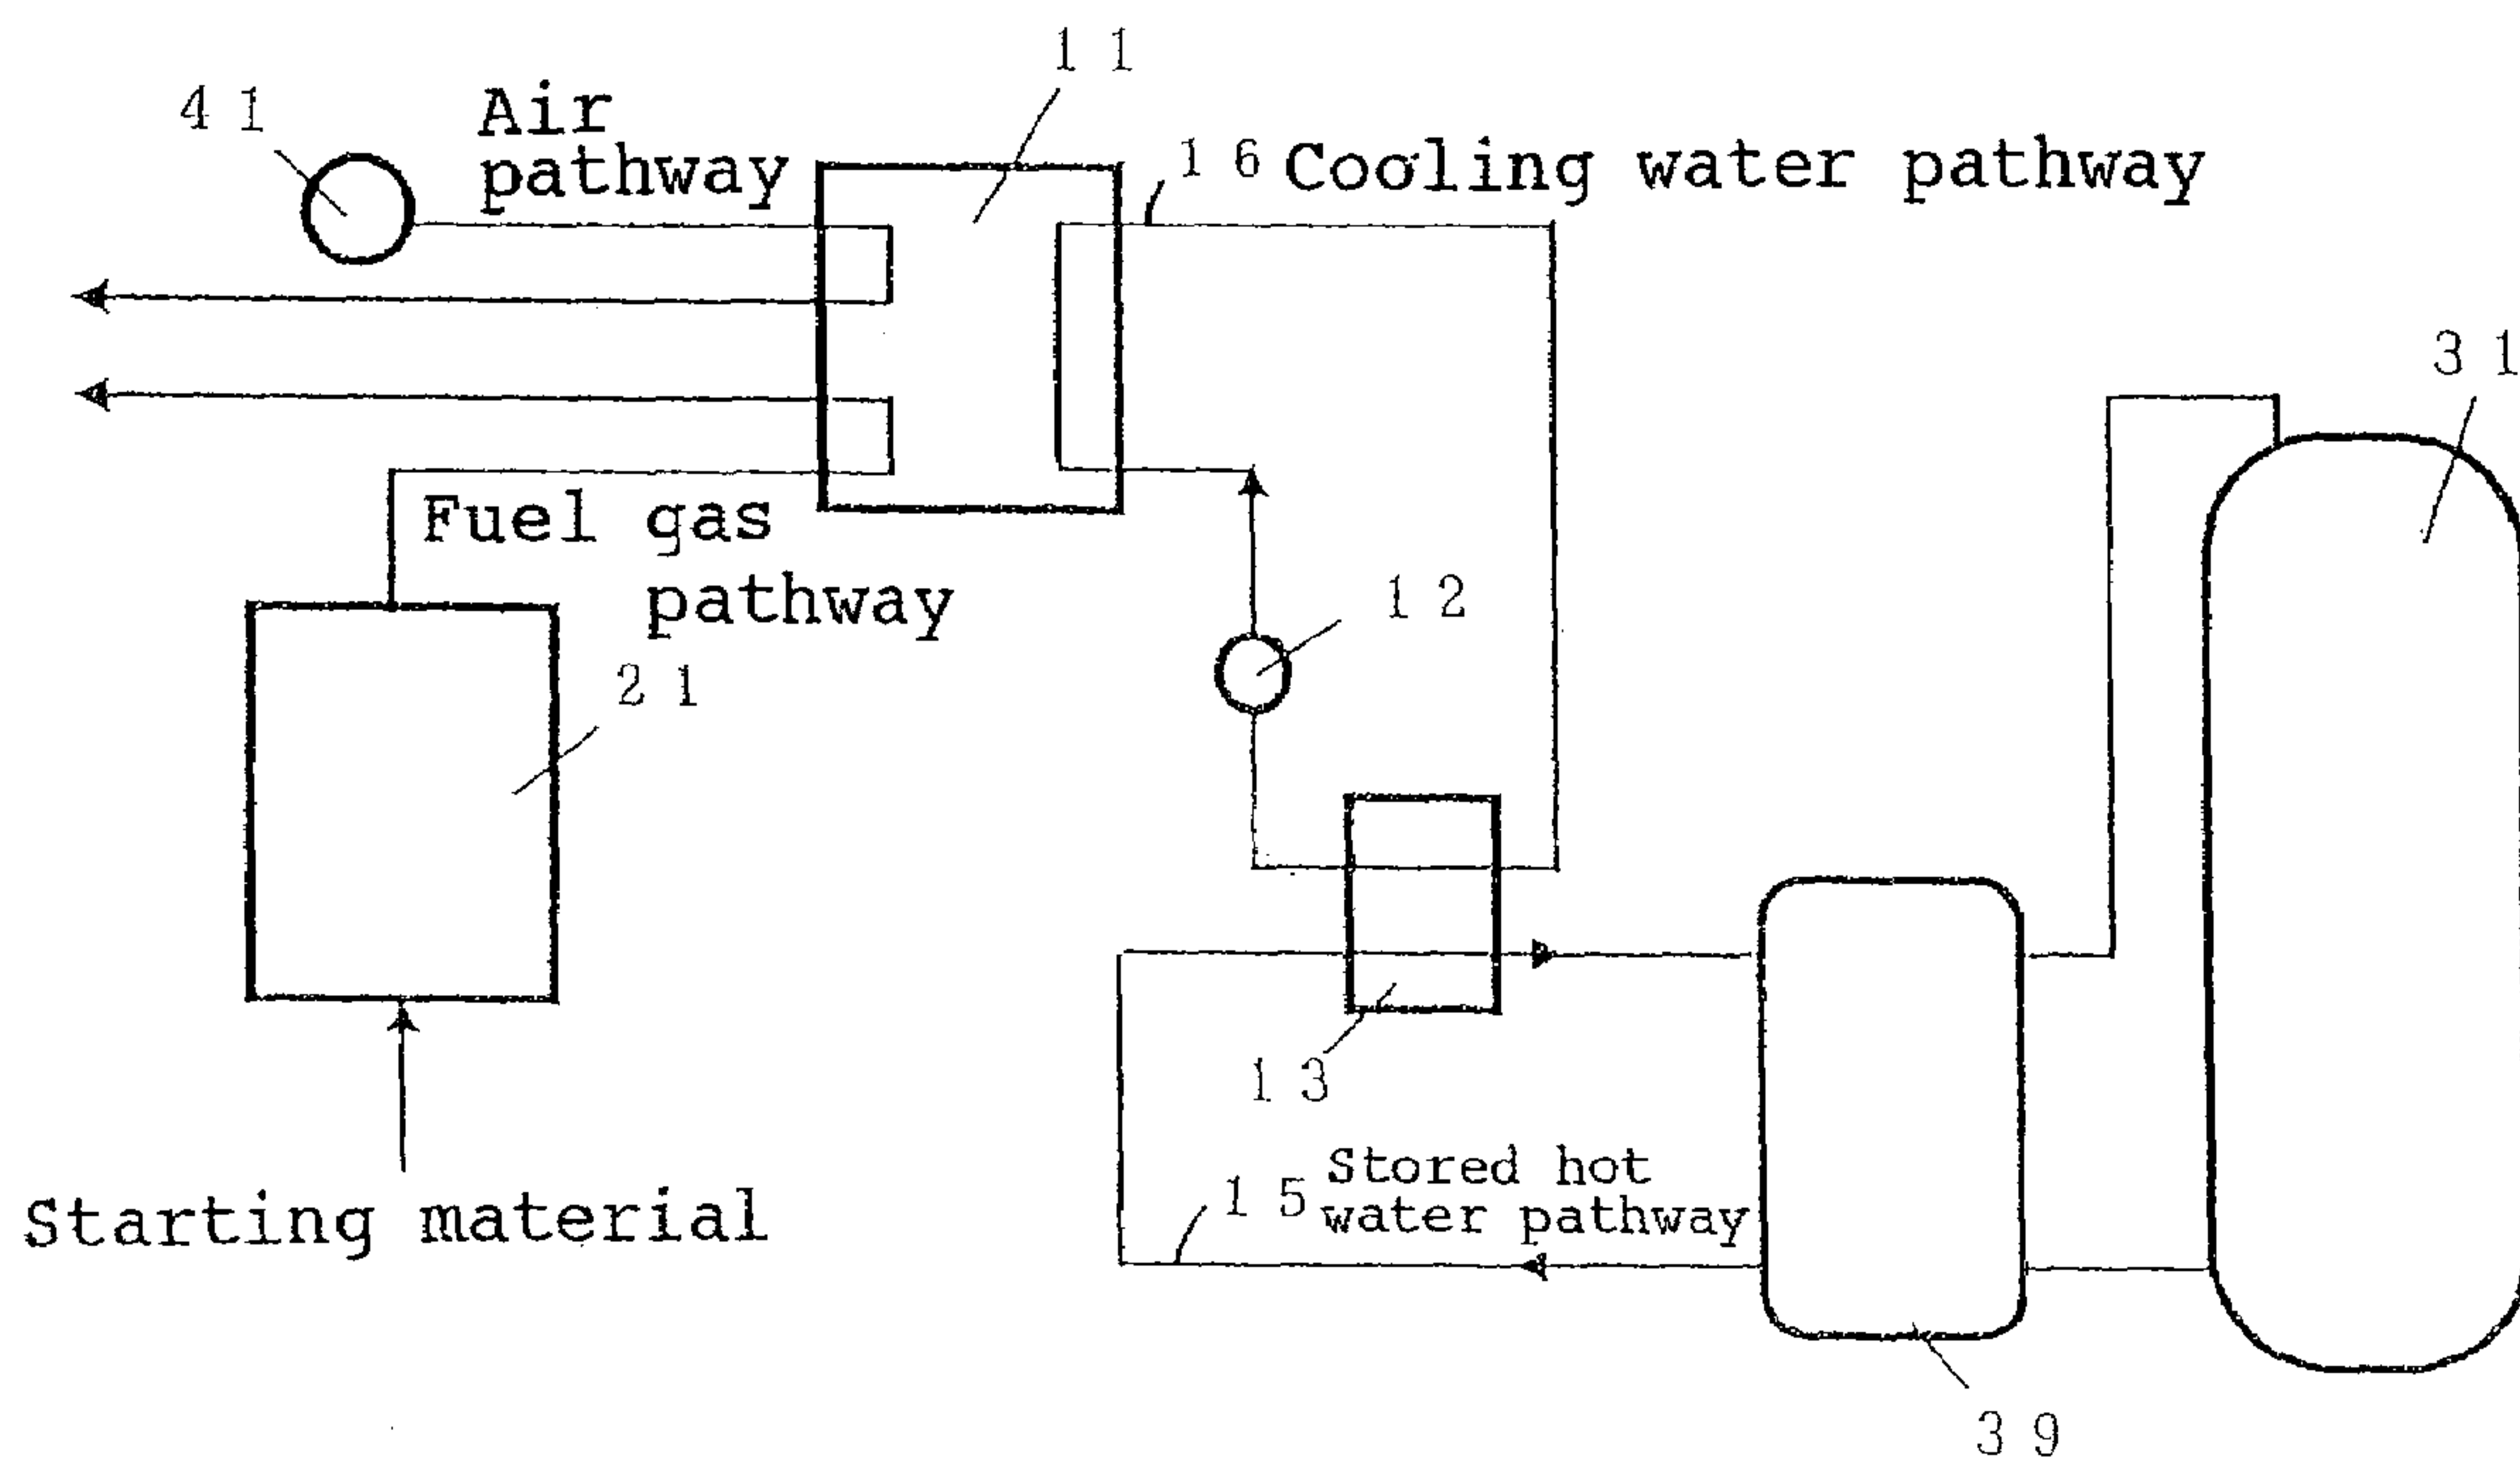 11
41
Air
pathway
16 Cooling water pathway
31
Fuel gas
pathway
12
21
13
Stored hot
15 water pathway
Starting material
39